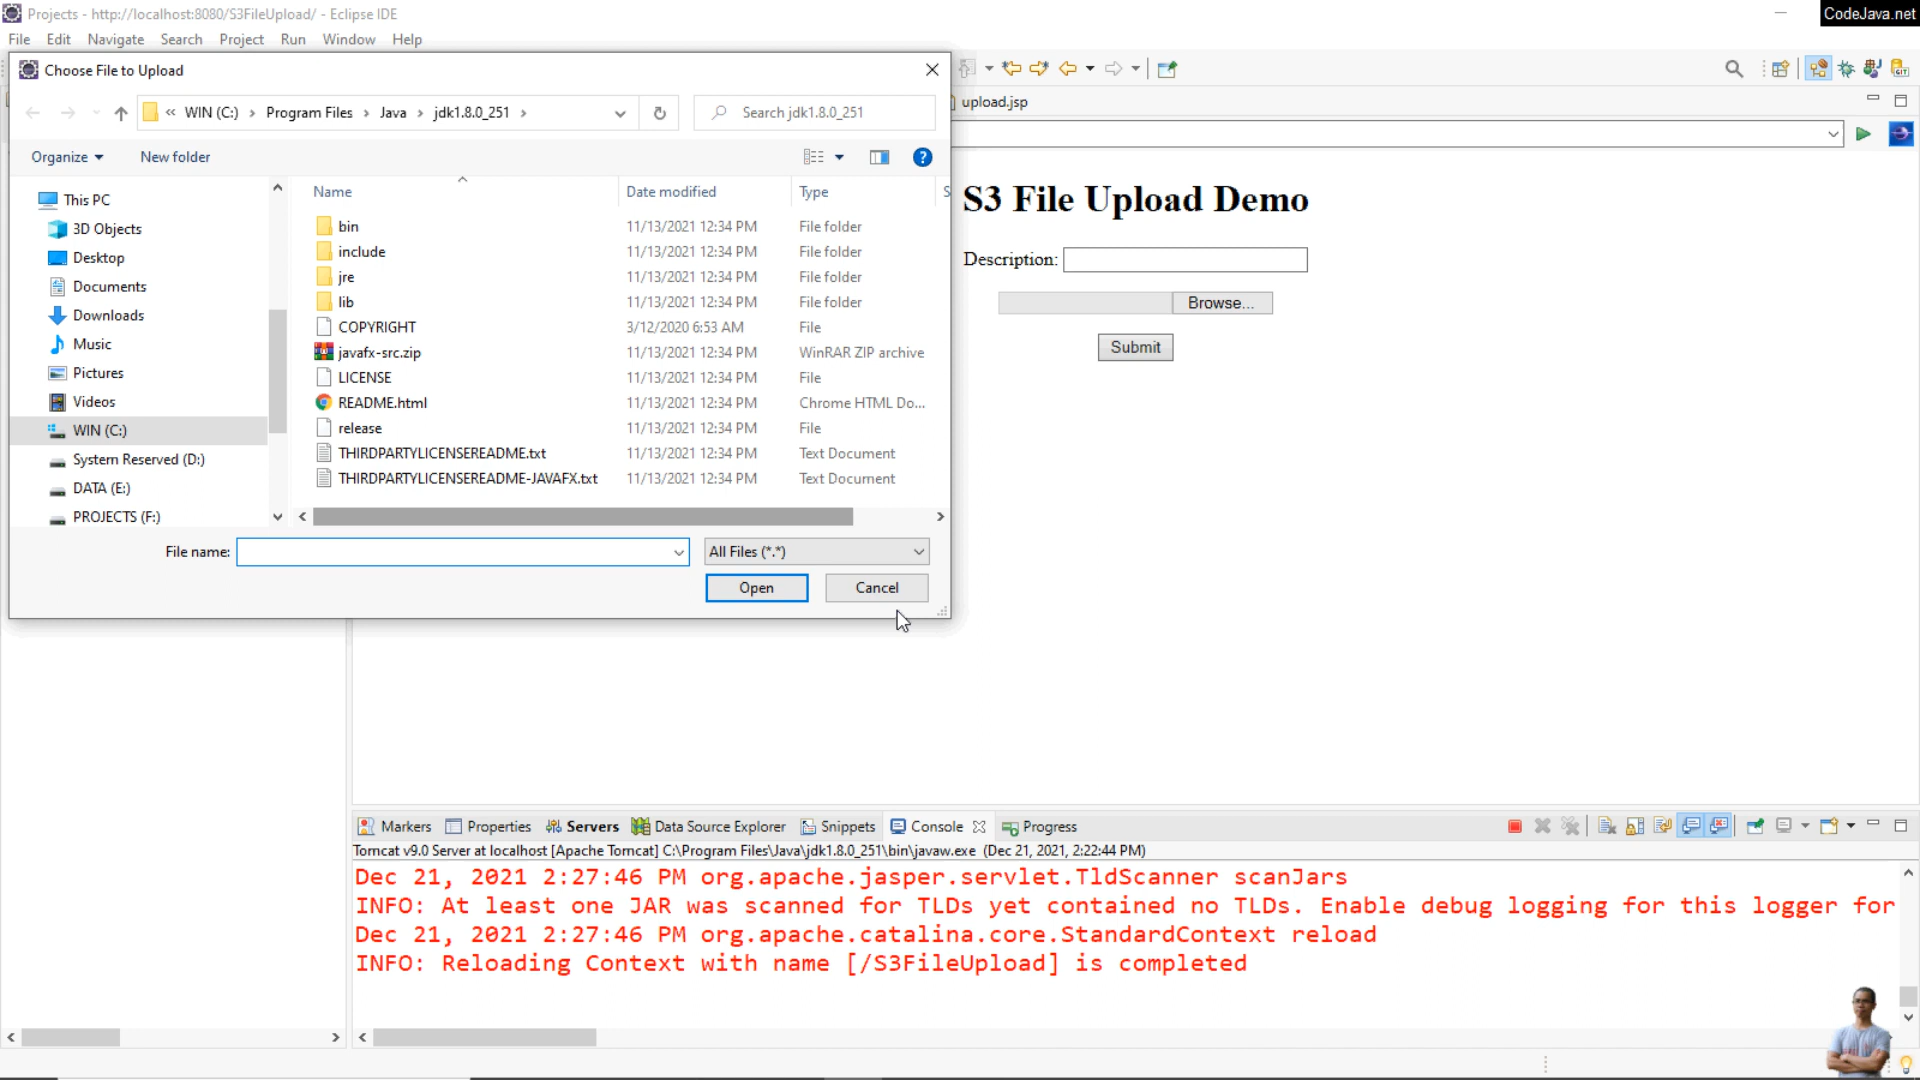 Projects - http://localhost:8080/S3FileUpload/ - Eclipse IDE
CodeJava.net
File Edit Navigate Search Project Run Window Help
Choose File to Upload
« WIN (C:) › Program Files › Java › jdk1.8.0_251 ›
Search jdk1.8.0_251
Organize
New folder
Name Date modified Type S
This PC
3D Objects
Desktop
Documents
Downloads
Music
Pictures
Videos
WIN (C:)
System Reserved (D:)
DATA (E:)
PROJECTS (F:)
bin 11/13/2021 12:34 PM File folder
include 11/13/2021 12:34 PM File folder
jre 11/13/2021 12:34 PM File folder
lib 11/13/2021 12:34 PM File folder
COPYRIGHT 3/12/2020 6:53 AM File
javafx-src.zip 11/13/2021 12:34 PM WinRAR ZIP archive
LICENSE 11/13/2021 12:34 PM File
README.html 11/13/2021 12:34 PM Chrome HTML Do...
release 11/13/2021 12:34 PM File
THIRDPARTYLICENSEREADME.txt 11/13/2021 12:34 PM Text Document
THIRDPARTYLICENSEREADME-JAVAFX.txt 11/13/2021 12:34 PM Text Document
File name:
All Files (*.*)
Open
Cancel
upload.jsp
S3 File Upload Demo
Description:
Browse...
Submit
Markers Properties Servers Data Source Explorer Snippets Console Progress
Tomcat v9.0 Server at localhost [Apache Tomcat] C:\Program Files\Java\jdk1.8.0_251\bin\javaw.exe (Dec 21, 2021, 2:22:44 PM)
Dec 21, 2021 2:27:46 PM org.apache.jasper.servlet.TldScanner scanJars
INFO: At least one JAR was scanned for TLDs yet contained no TLDs. Enable debug logging for this logger for
Dec 21, 2021 2:27:46 PM org.apache.catalina.core.StandardContext reload
INFO: Reloading Context with name [/S3FileUpload] is completed